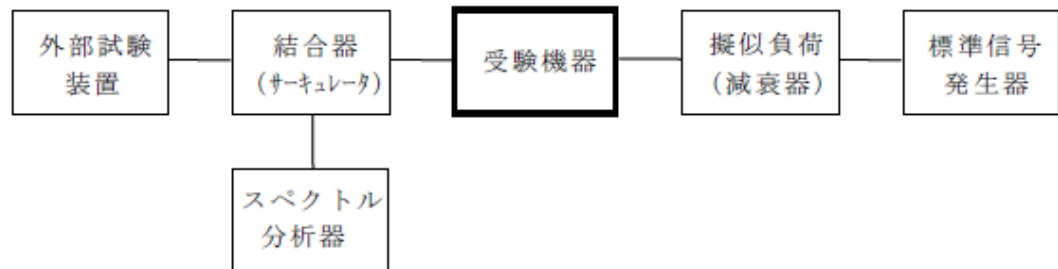 外部試験
装置
結合器
(サーキュレータ)
受験機器
擬似負荷
(減衰器)
標準信号
発生器
スペクトル
分析器